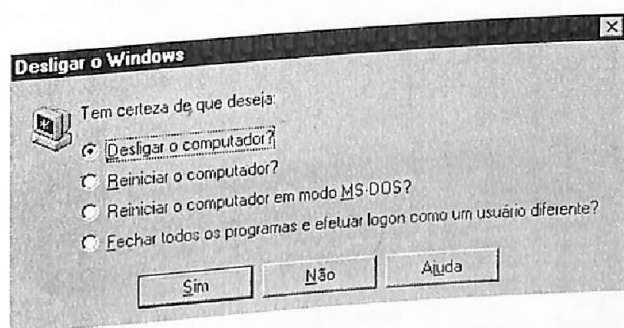 Desligar o Windows
Tem certeza de que deseja:
Desligar o computador?
Reiniciar o computador?
Reiniciar o computador em modo MS-DOS?
Fechar todos os programas e efetuar logon como um usuário diferente?
Sim
Não
Ajuda